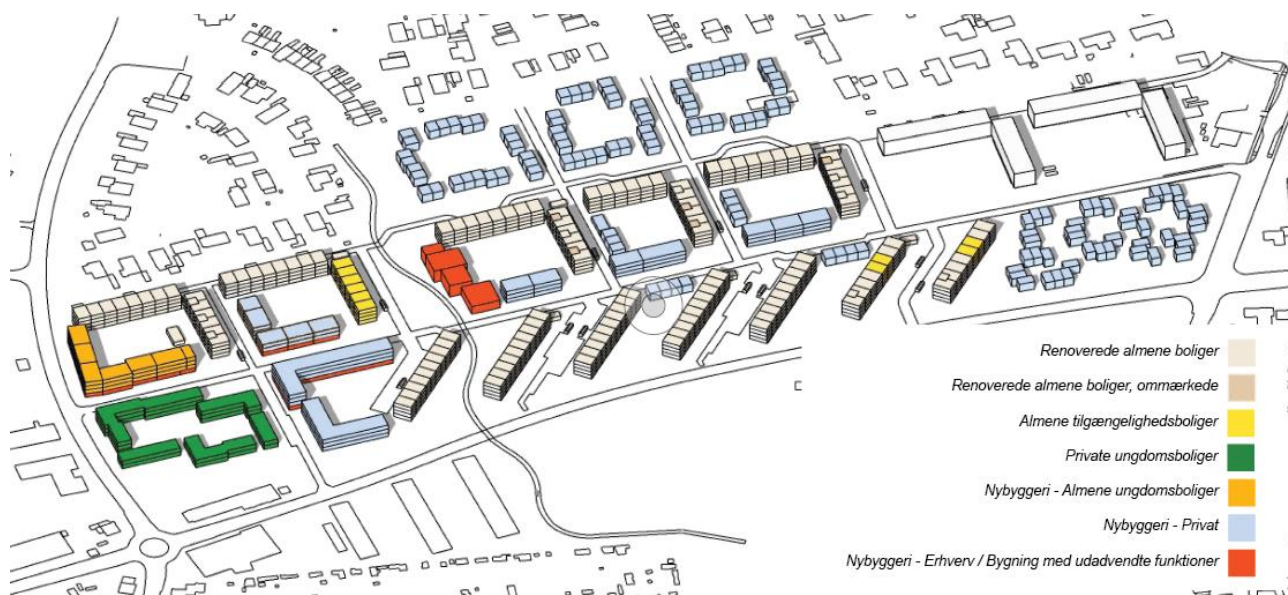 Renoverede almene boliger
Renoverede almene boliger, ommærkede
Almene tilgængelighedsboliger
Private ungdomsboliger
Nybyggeri - Almene ungdomsboliger
Nybyggeri - Privat
Nybyggeri - Erhverv / Bygning med udadvendte funktioner